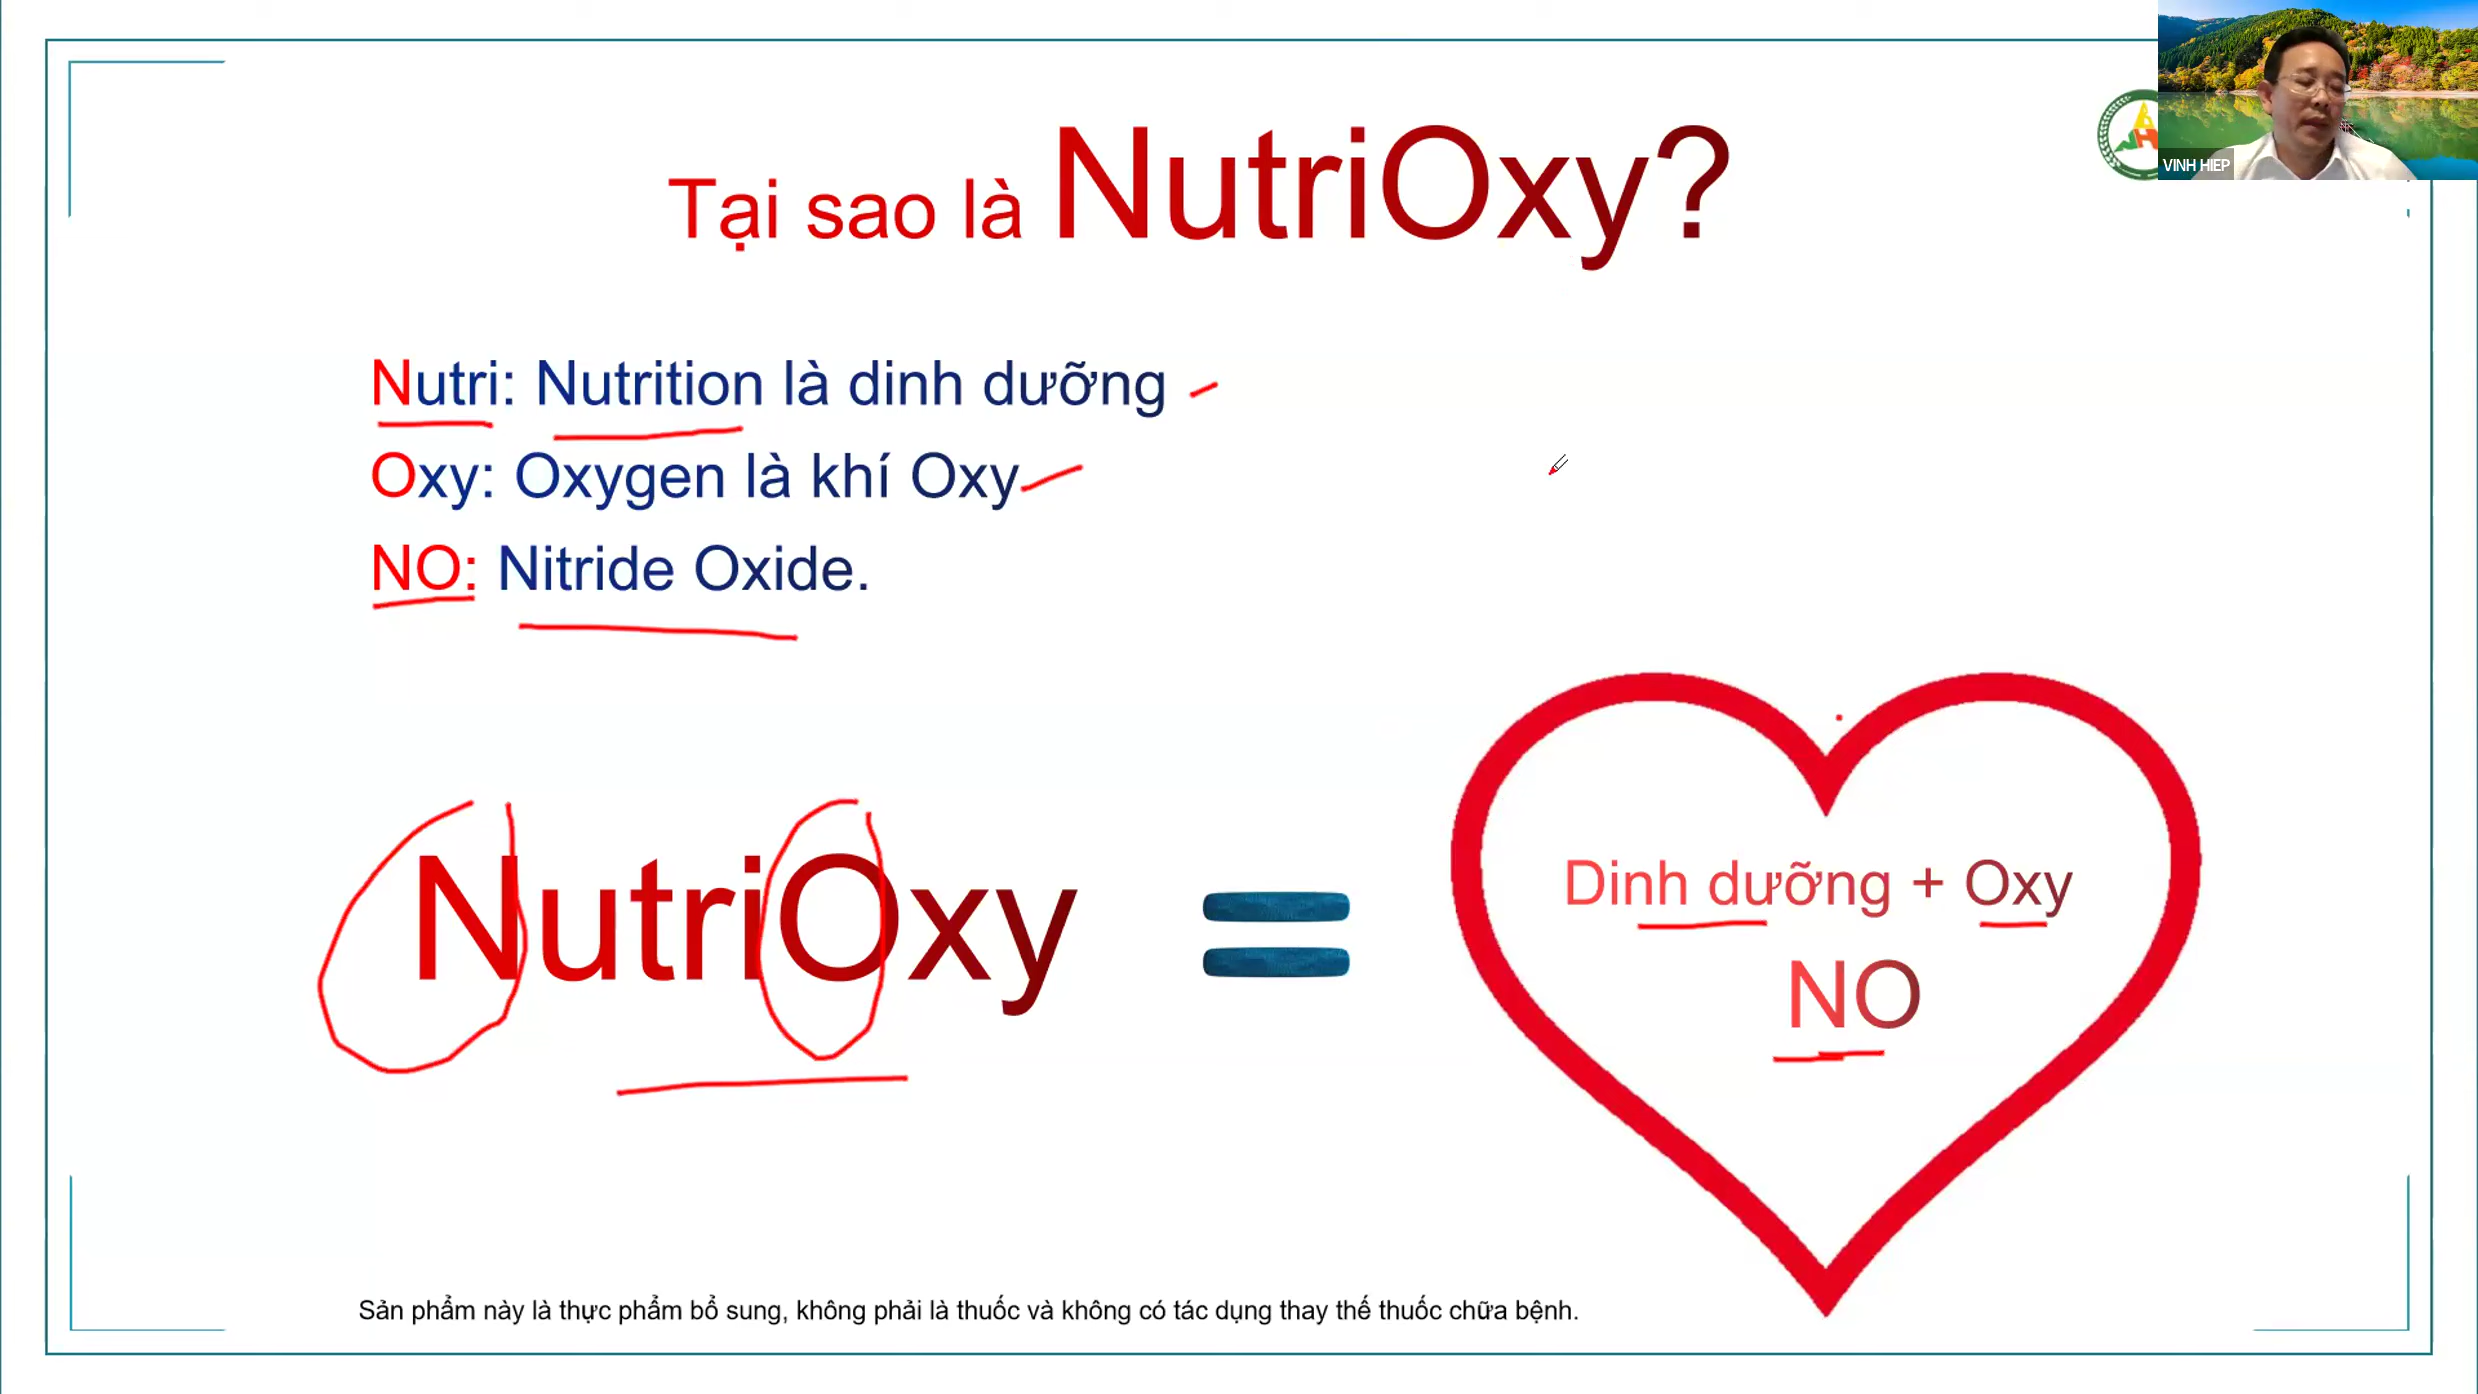 Tại sao là NutriOxy?
VINH HIEP
Nutri: Nutrition là dinh dưỡng
Oxy: Oxygen là khí Oxy
NO: Nitride Oxide.
NutriOxy
Dinh dưỡng + Oxy
NO
Sản phẩm này là thực phẩm bổ sung, không phải là thuốc và không có tác dụng thay thế thuốc chữa bệnh.